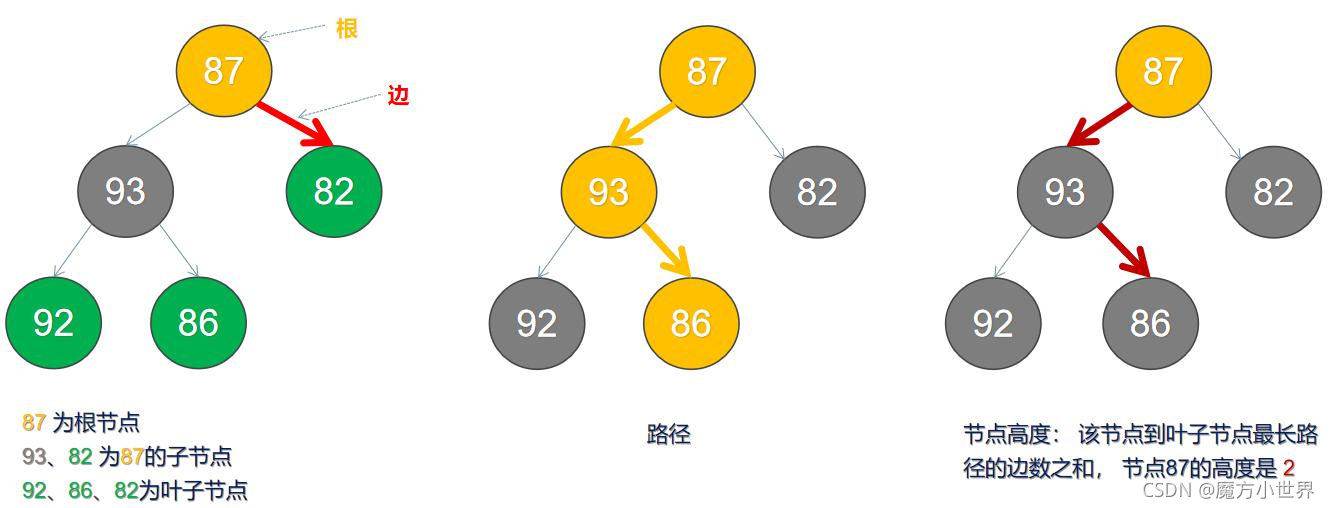 87
根
边
93
82
92
86
87 为根节点
93、82 为87的子节点
92、86、82为叶子节点
87
93
82
92
86
路径
87
93
82
92
86
节点高度： 该节点到叶子节点最长路
径的边数之和， 节点87的高度是 2
CSDN @魔方小世界